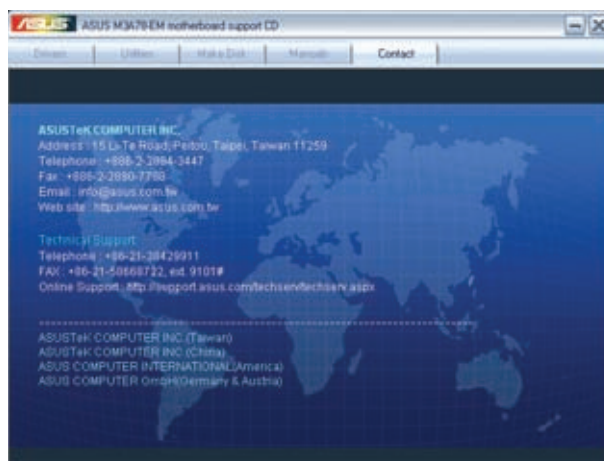 ASUS ASUS M3A78-EM motherboard support CD
Drivers Utilities Make Disk Manuals Contact
ASUSTeK COMPUTER INC.
Address : 15 Li-Te Road, Peitou, Taipei, Taiwan 11259
Telephone : +886-2-2894-3447
Fax : +886-2-2890-7798
Email : info@asus.com.tw
Web site : http://www.asus.com.tw
Technical Support
Telephone : +86-21-38429911
FAX : +86-21-58668722, ext. 9101#
Online Support : http://support.asus.com/techserv/techserv.aspx
ASUSTeK COMPUTER INC.(Taiwan)
ASUSTeK COMPUTER INC.(China)
ASUS COMPUTER INTERNATIONAL(America)
ASUS COMPUTER GmbH(Germany & Austria)